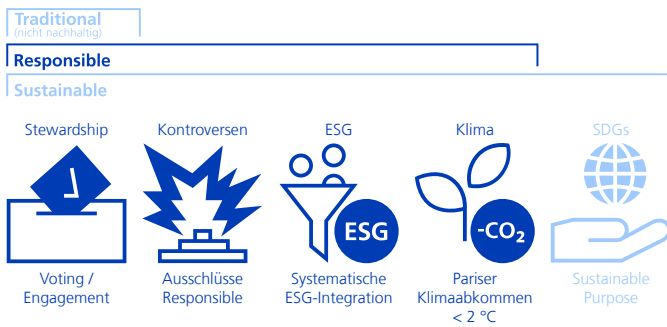 Traditional
(nicht nachhaltig)
Responsible
Sustainable
Stewardship
Kontroversen
ESG
Klima
SDGs
ESG
-CO₂
Voting /
Engagement
Ausschlüsse
Responsible
Systematische
ESG-Integration
Pariser
Klimaabkommen
< 2 °C
Sustainable
Purpose